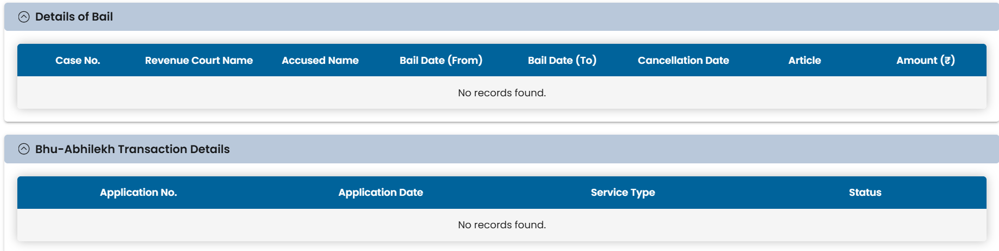 Details of Bail
Case No. Revenue Court Name Accused Name Bail Date (From) Bail Date (To) Cancellation Date Article Amount (₹)
No records found.
Bhu-Abhilekh Transaction Details
Application No. Application Date Service Type Status
No records found.